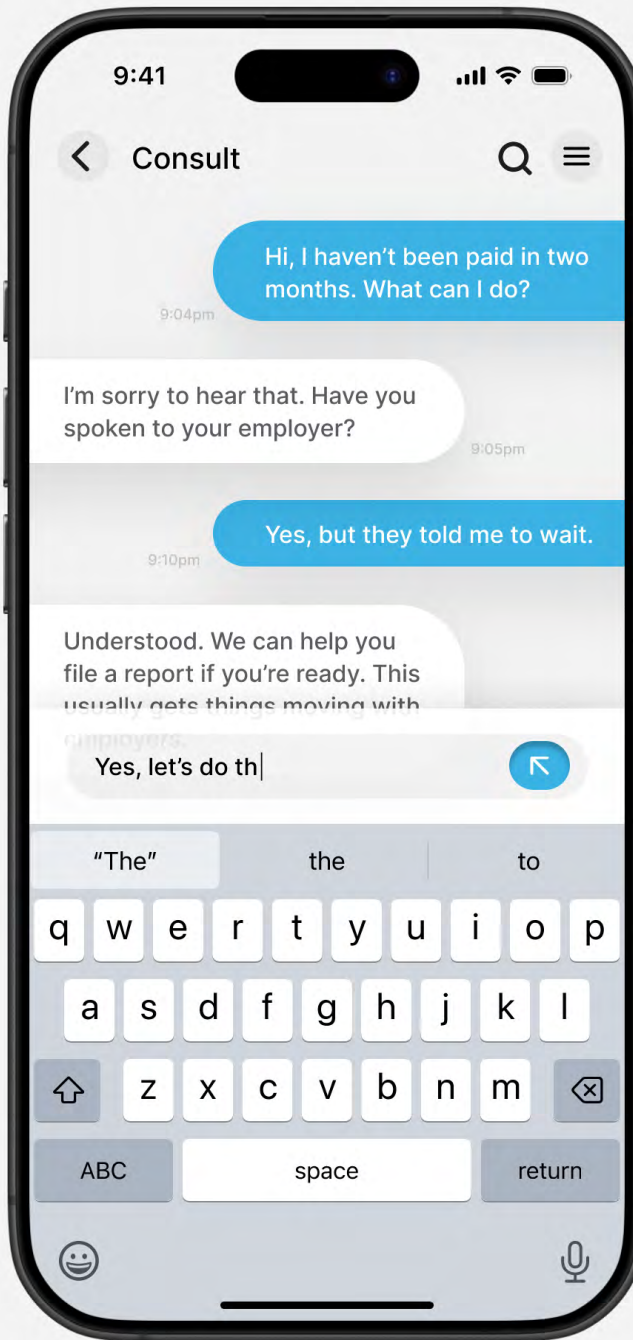 9:41
Consult
Hi, I haven’t been paid in two
months. What can I do?
9:04pm
I’m sorry to hear that. Have you
spoken to your employer?
9:05pm
Yes, but they told me to wait.
9:10pm
Understood. We can help you
file a report if you’re ready. This
usually gets things moving with
employers.
Yes, let’s do th
“The”
the
to
q w e r t y u i o p
a s d f g h j k l
z x c v b n m
ABC
space
return